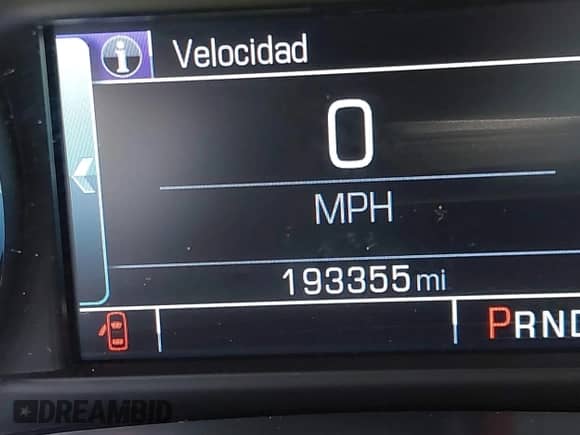 Velocidad
0
MPH
193355 mi
PRND
DREAMBID